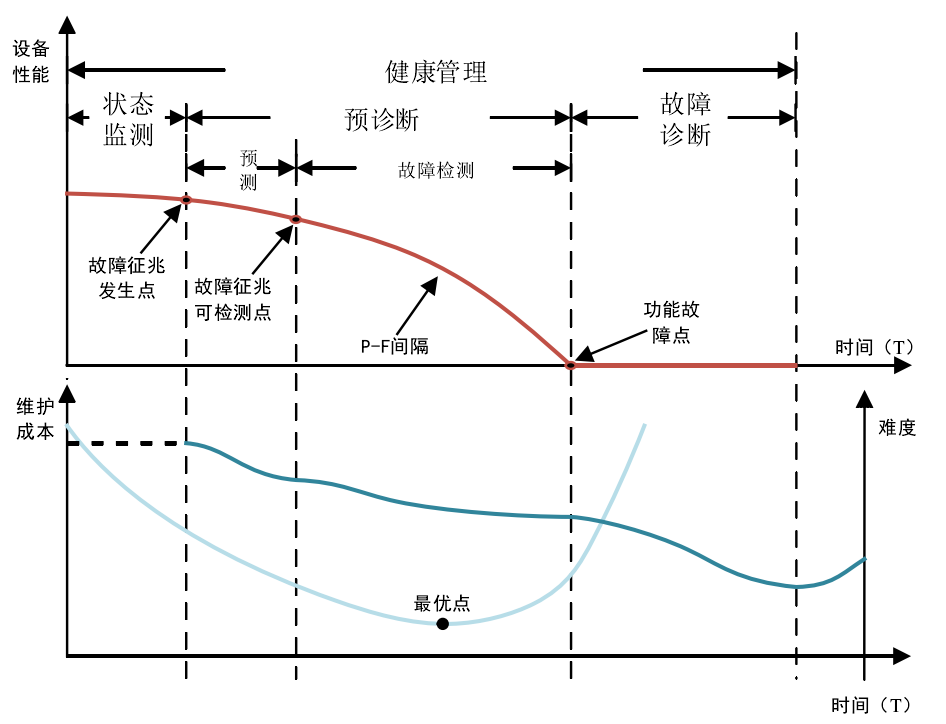 设备
性能
健康管理
状态
监测
预诊断
故障
诊断
预
测
故障检测
故障征兆
发生点
故障征兆
可检测点
P-F间隔
功能故
障点
时间（T）
维护
成本
难度
最优点
时间（T）